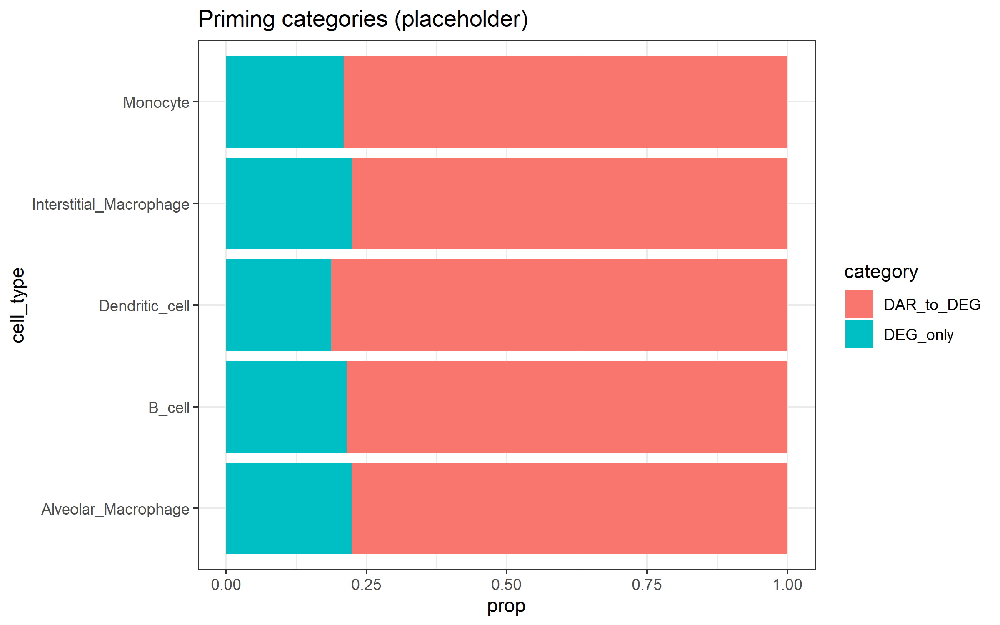 Priming categories (placeholder)
Monocyte
Interstitial_Macrophage
Dendritic_cell
B_cell
Alveolar_Macrophage
cell_type
0.00 0.25 0.50 0.75 1.00
prop
category
DAR_to_DEG
DEG_only